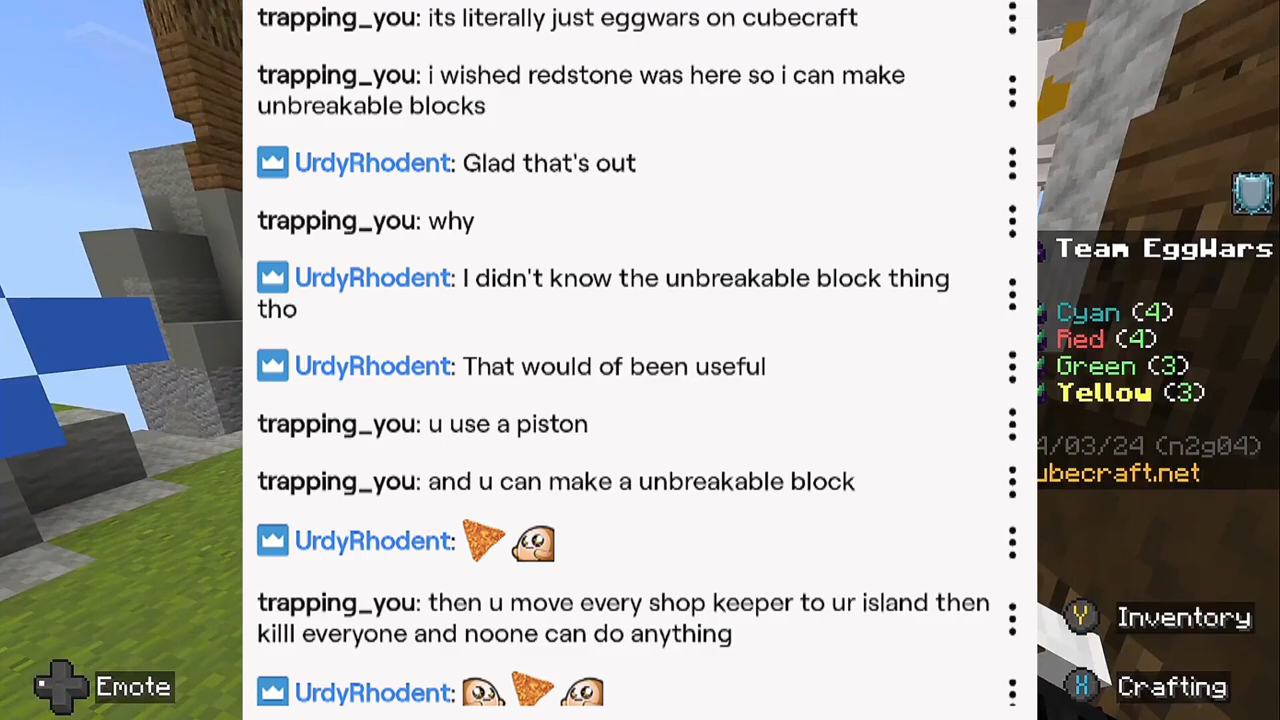 trapping_you: its literally just eggwars on cubecraft
trapping_you: i wished redstone was here so i can make
unbreakable blocks
UrdyRhodent: Glad that's out
trapping_you: why
UrdyRhodent: I didn't know the unbreakable block thing
tho
UrdyRhodent: That would of been useful
trapping_you: u use a piston
trapping_you: and u can make a unbreakable block
UrdyRhodent:
trapping_you: then u move every shop keeper to ur island then
killl everyone and noone can do anything
UrdyRhodent:
Team EggWars
Cyan (4)
Red (4)
Green (3)
Yellow (3)
4/03/24 (n2g04)
ubecraft.net
Y Inventory
X Crafting
Emote